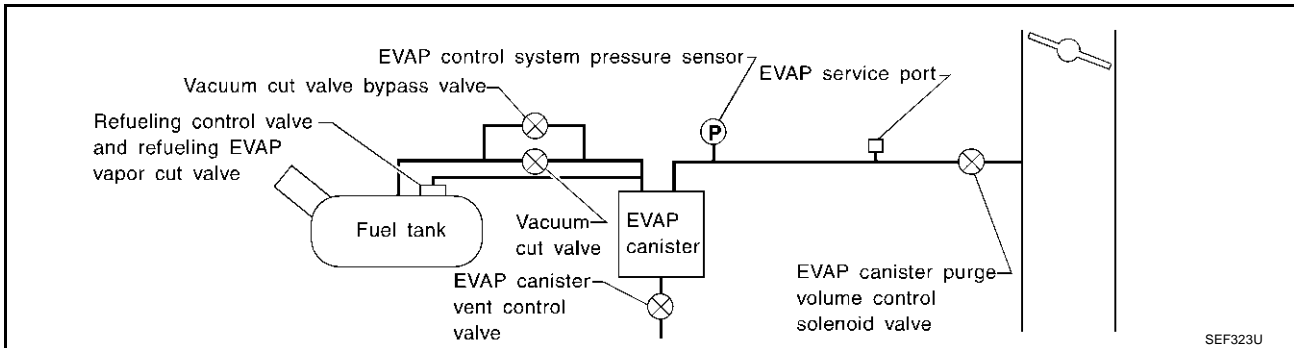 EVAP control system pressure sensor
EVAP service port
Vacuum cut valve bypass valve
Refueling control valve
and refueling EVAP
vapor cut valve
P
Fuel tank
Vacuum
cut valve
EVAP
canister
EVAP canister
vent control
valve
EVAP canister purge
volume control
solenoid valve
SEF323U